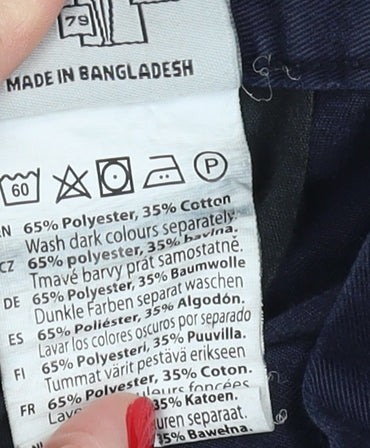 79
MADE IN BANGLADESH
60
P
EN 65% Polyester, 35% Cotton
Wash dark colours separately.
CZ 65% polyester, 35% bavlna.
Tmavé barvy prát samostatně.
DE 65% Polyester, 35% Baumwolle
Dunkle Farben separat waschen
ES 65% Poliéster, 35% Algodón.
Lavar los colores oscuros por separado
FI 65% Polyesteri, 35% Puuvilla.
Tummat värit pestävä erikseen
FR 65% Polyester, 35% Coton.
couleurs foncées
35% Katoen.
separaat.
35% Bawełna.